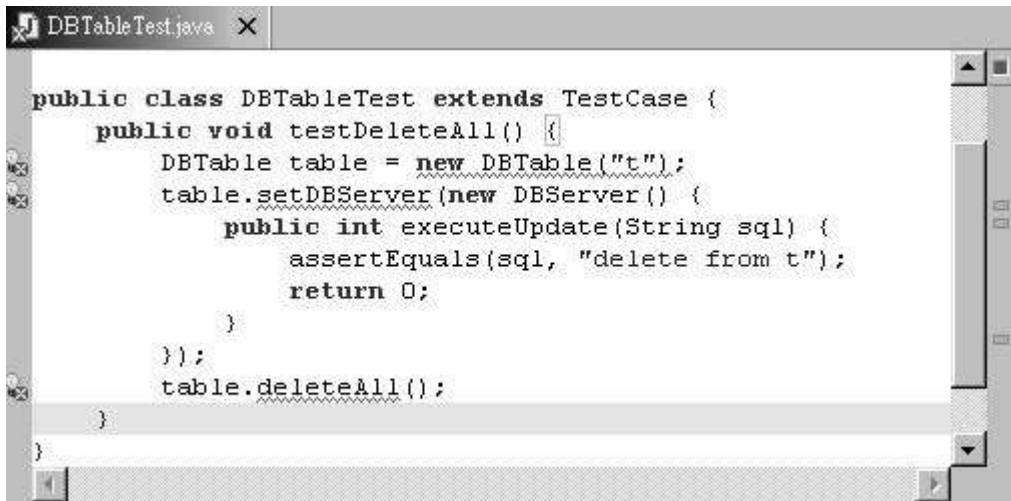 DBTableTest.java
public class DBTableTest extends TestCase {
    public void testDeleteAll() {
        DBTable table = new DBTable("t");
        table.setDBServer(new DBServer() {
            public int executeUpdate(String sql) {
                assertEquals(sql, "delete from t");
                return 0;
            }
        });
        table.deleteAll();
    }
}